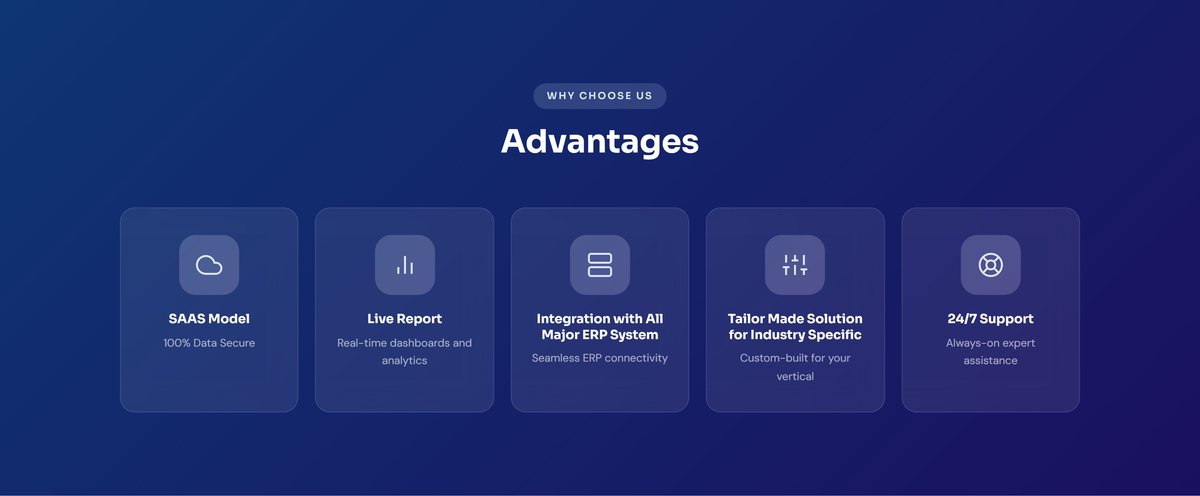 WHY CHOOSE US
Advantages
SAAS Model
100% Data Secure
Live Report
Real-time dashboards and
analytics
Integration with All
Major ERP System
Seamless ERP connectivity
Tailor Made Solution
for Industry Specific
Custom-built for your
vertical
24/7 Support
Always-on expert
assistance